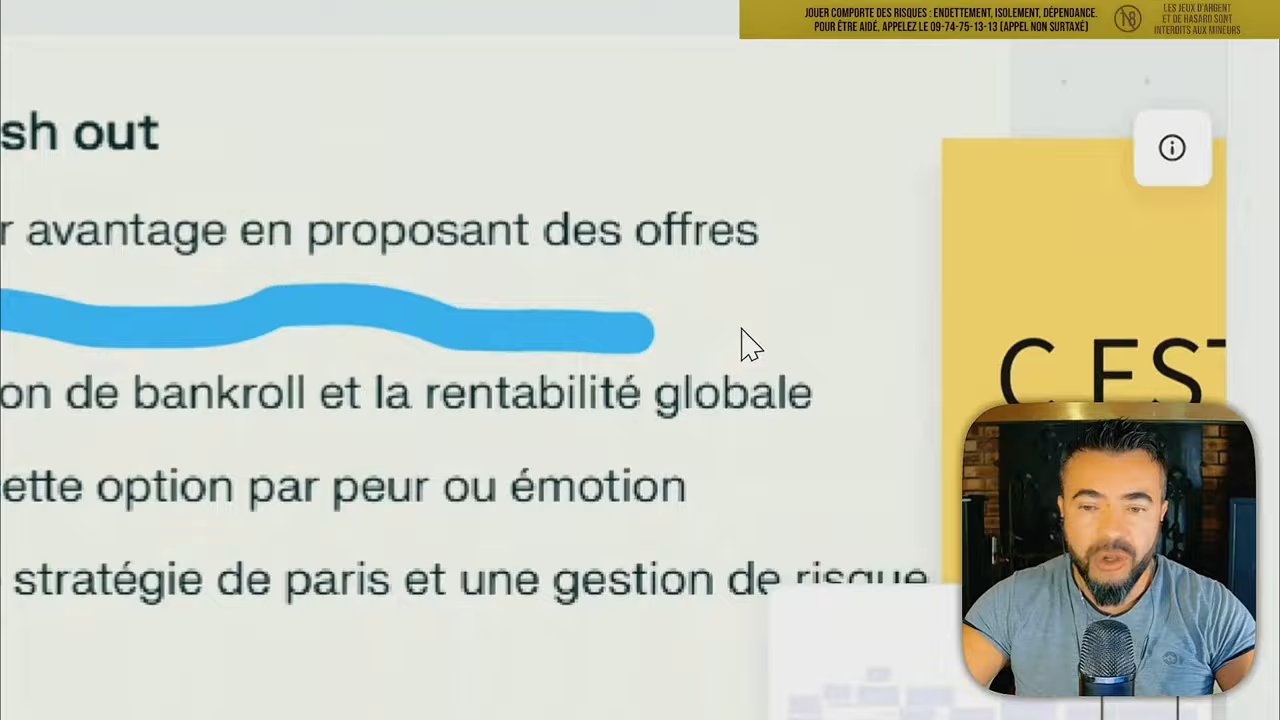 JOUER COMPORTE DES RISQUES : ENDETTEMENT, ISOLEMENT, DÉPENDANCE.
POUR ÊTRE AIDÉ, APPELEZ LE 09-74-75-13-13 (APPEL NON SURTAXÉ)
LES JEUX D'ARGENT
ET DE HASARD SONT
INTERDITS AUX MINEURS
sh out
r avantage en proposant des offres
on de bankroll et la rentabilité globale
ette option par peur ou émotion
stratégie de paris et une gestion de risque
C EST